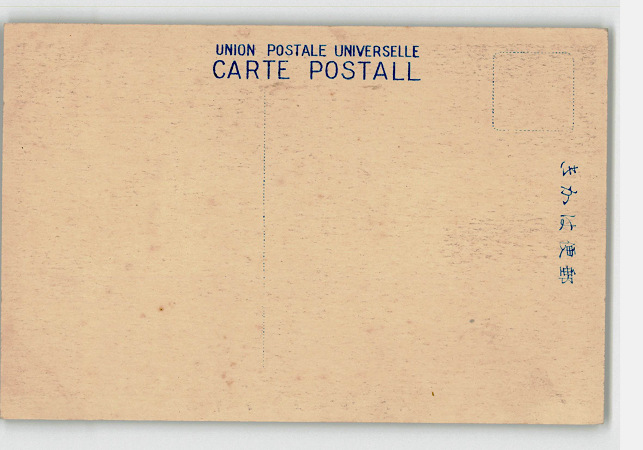 UNION POSTALE UNIVERSELLE
CARTE POSTALL
郵便はかき